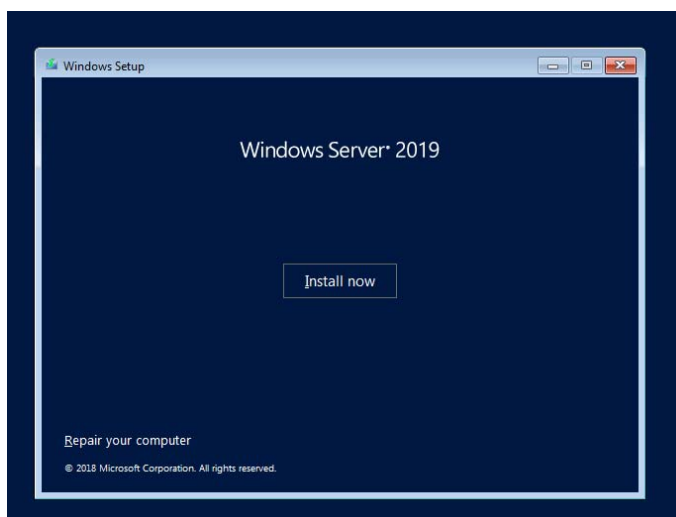 Windows Setup
Windows Server® 2019
Install now
Repair your computer
© 2018 Microsoft Corporation. All rights reserved.